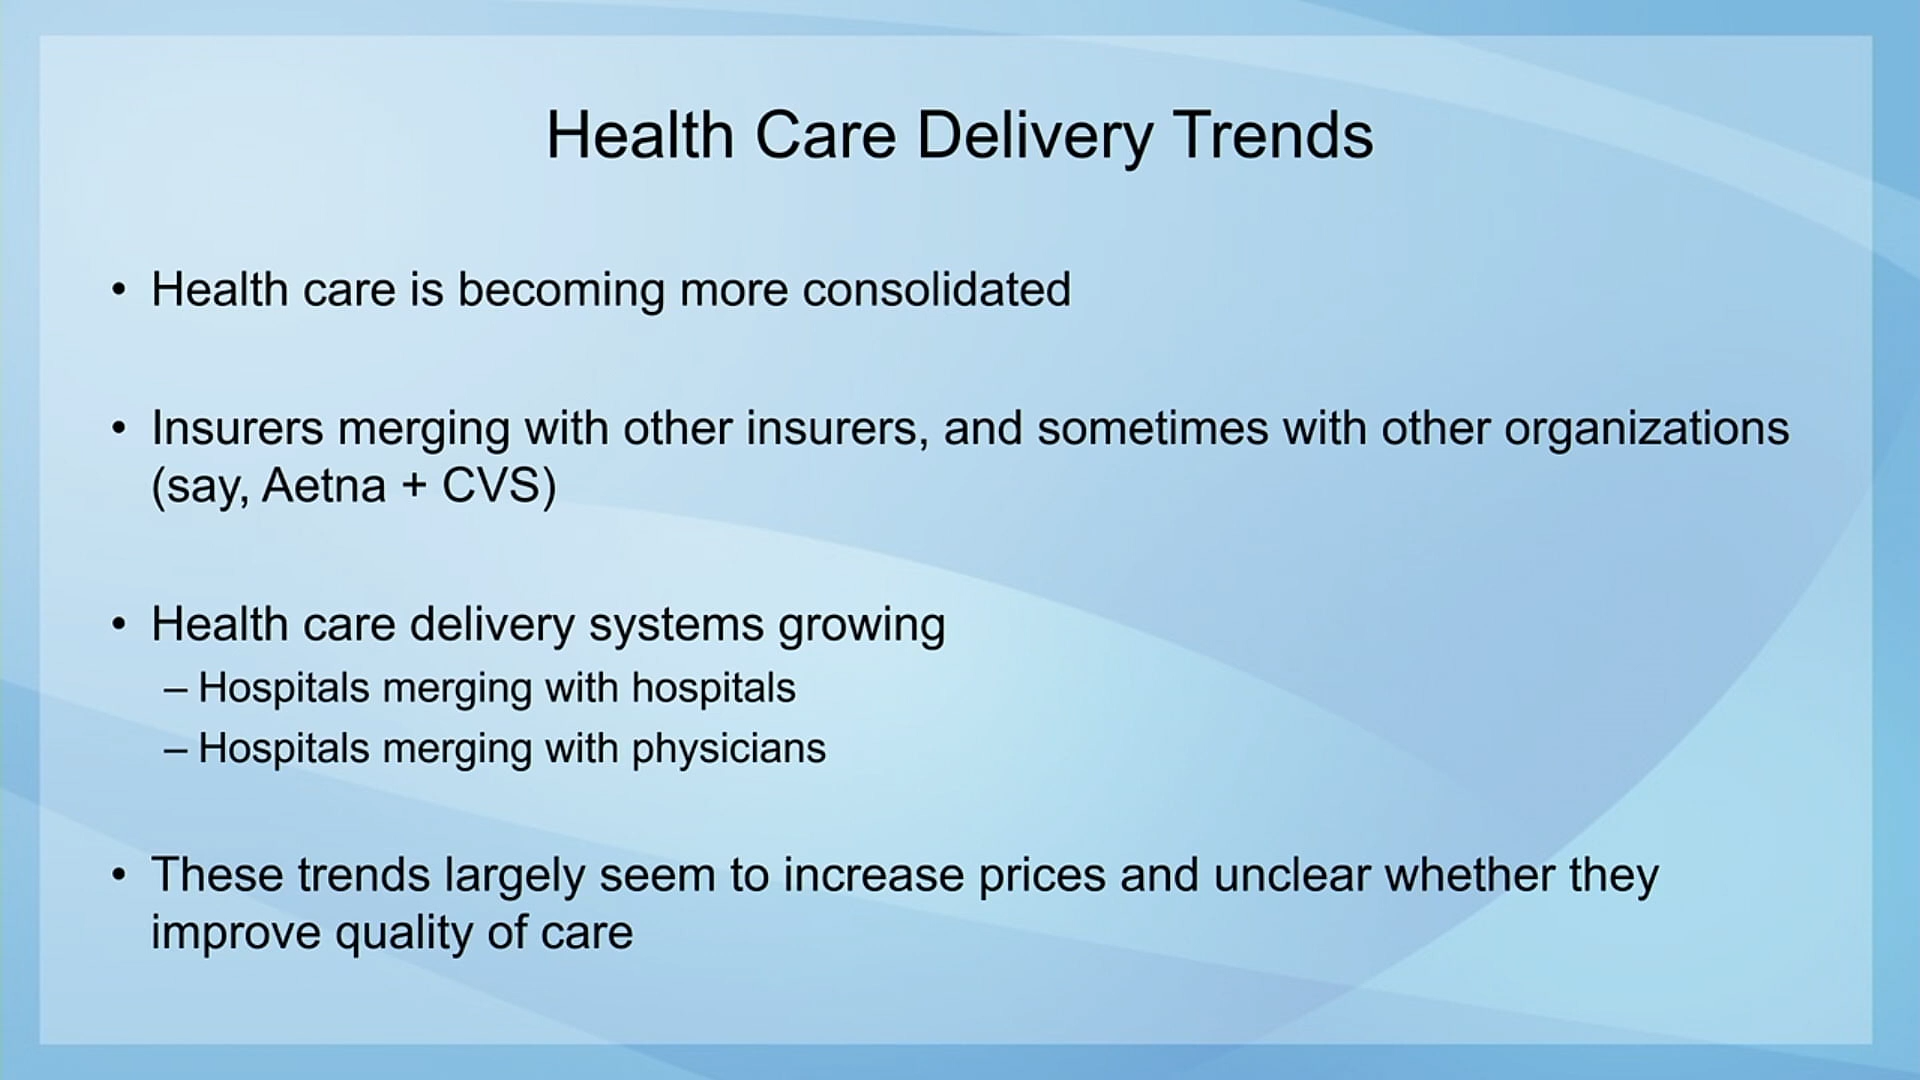 Health Care Delivery Trends
• Health care is becoming more consolidated
• Insurers merging with other insurers, and sometimes with other organizations
(say, Aetna + CVS)
• Health care delivery systems growing
– Hospitals merging with hospitals
– Hospitals merging with physicians
• These trends largely seem to increase prices and unclear whether they
improve quality of care